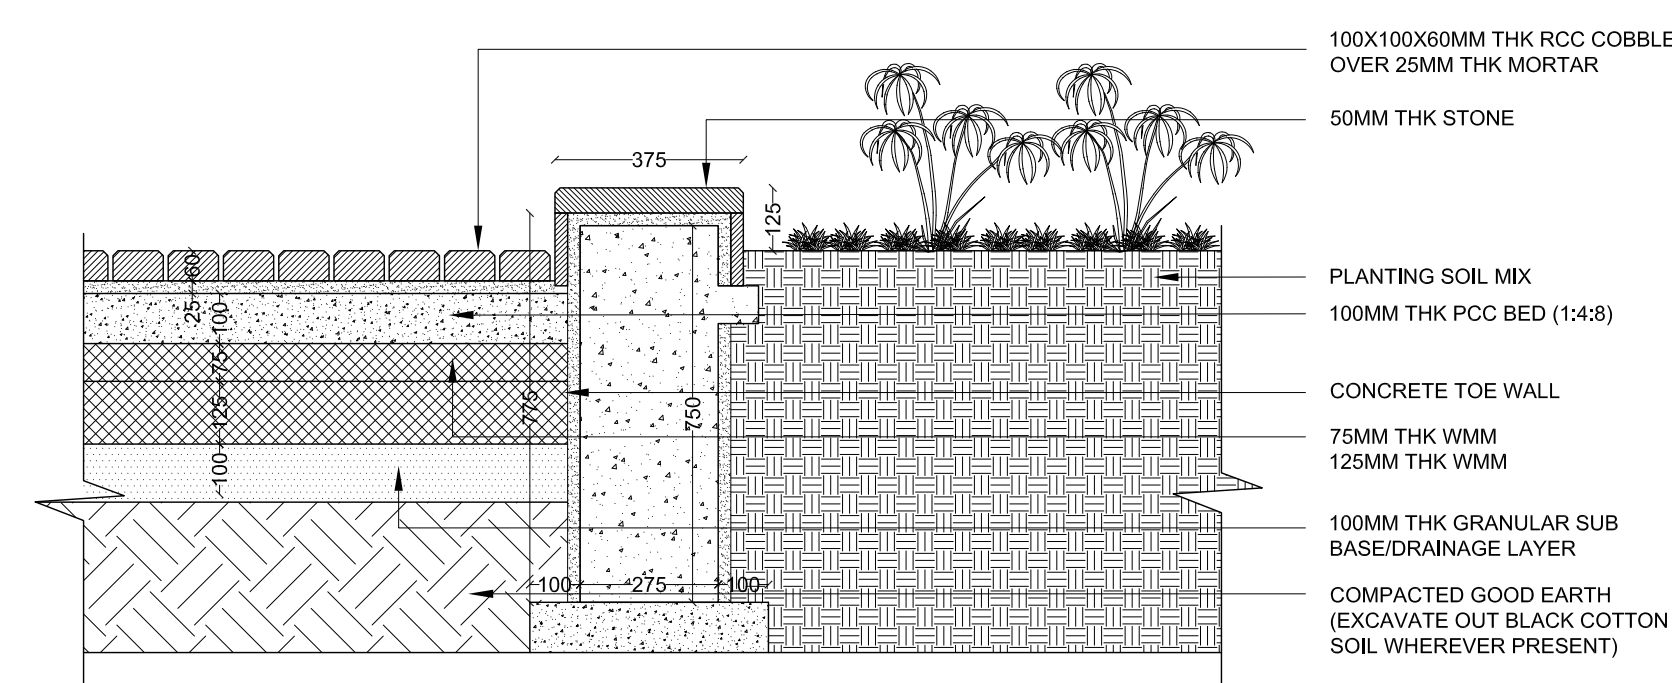 100X100X60MM THK RCC COBBLE
OVER 25MM THK MORTAR
50MM THK STONE
375
125
60
25
100
75
125
100
775
750
100
275
100
PLANTING SOIL MIX
100MM THK PCC BED (1:4:8)
CONCRETE TOE WALL
75MM THK WMM
125MM THK WMM
100MM THK GRANULAR SUB
BASE/DRAINAGE LAYER
COMPACTED GOOD EARTH
(EXCAVATE OUT BLACK COTTON
SOIL WHEREVER PRESENT)